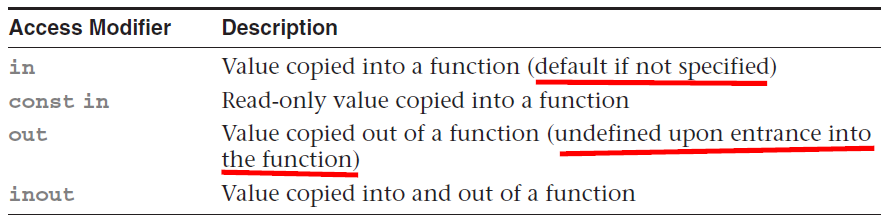 Access Modifier Description
in Value copied into a function (default if not specified)
const in Read-only value copied into a function
out Value copied out of a function (undefined upon entrance into
the function)
inout Value copied into and out of a function